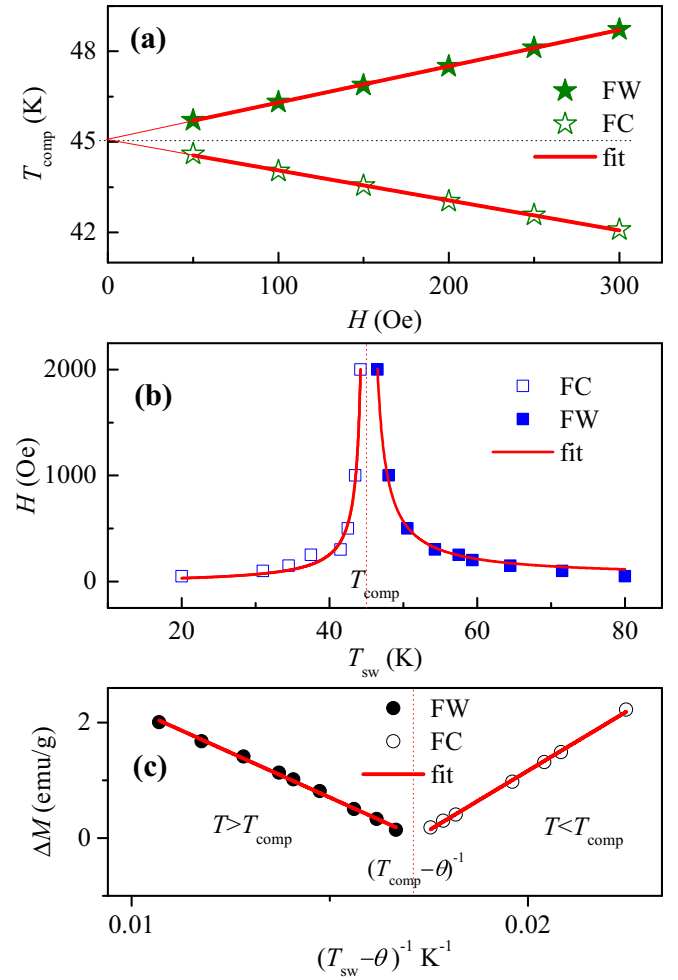 (a)
48
45
42
T_comp (K)
FW
FC
fit
0 100 200 300
H (Oe)
(b)
2000
1000
0
H (Oe)
FC
FW
fit
T_comp
20 40 60 80
T_sw (K)
(c)
2
0
ΔM (emu/g)
FW
FC
fit
T>T_comp
T<T_comp
(T_comp−θ)^-1
0.01 0.02
(T_sw−θ)^-1 K^-1